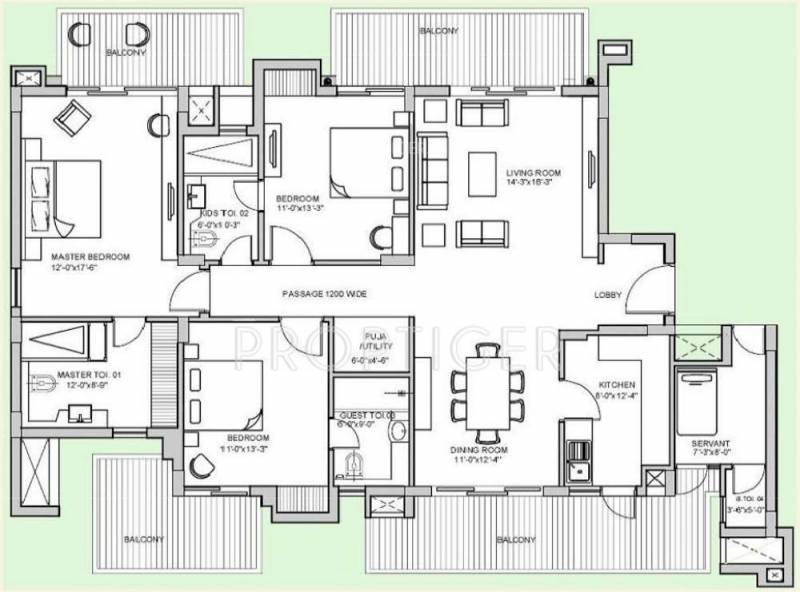 BALCONY
BALCONY
LIVING ROOM
14'-3"x18'-3"
BEDROOM
11'-0"x13'-3"
KIDS TOI. 02
6'-0"x1 0'-3"
MASTER BEDROOM
12'-0"x17'-6"
PASSAGE 1200 WIDE
LOBBY
PROPTIGER
PUJA
/UTILITY
6'-0"x4'-6"
MASTER TOI. 01
12'-0"x8'-9"
KITCHEN
8'-0"x12'-4"
GUEST TOI.03
6'-0"x9'-0"
BEDROOM
11'-0"x13'-3"
DINING ROOM
11'-0"x12'-4"
SERVANT
7'-3"x8'-0"
S.TOI. 04
3'-6"x5'-0"
BALCONY
BALCONY